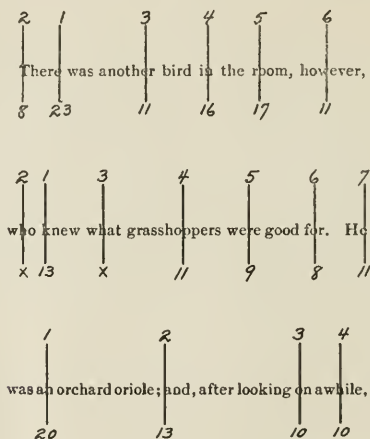 2 1 3 4 5 6
There was another bird in the room, however,
8 23 11 16 17 11
2 1 3 4 5 6 7
who knew what grasshoppers were good for. He
x 13 x 11 9 8 11
1 2 3 4
was an orchard oriole; and, after looking on awhile,
20 13 10 10